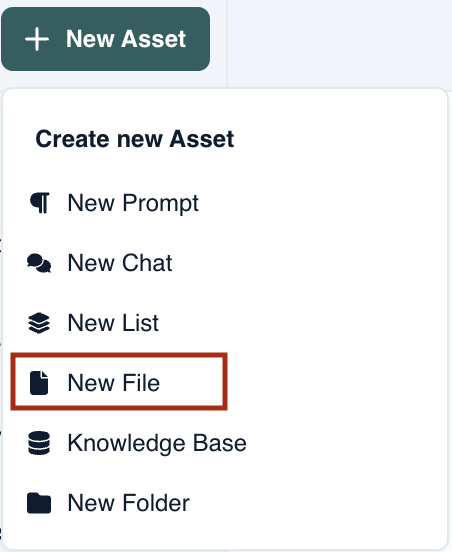 New Asset
Create new Asset
New Prompt
New Chat
New List
New File
Knowledge Base
New Folder